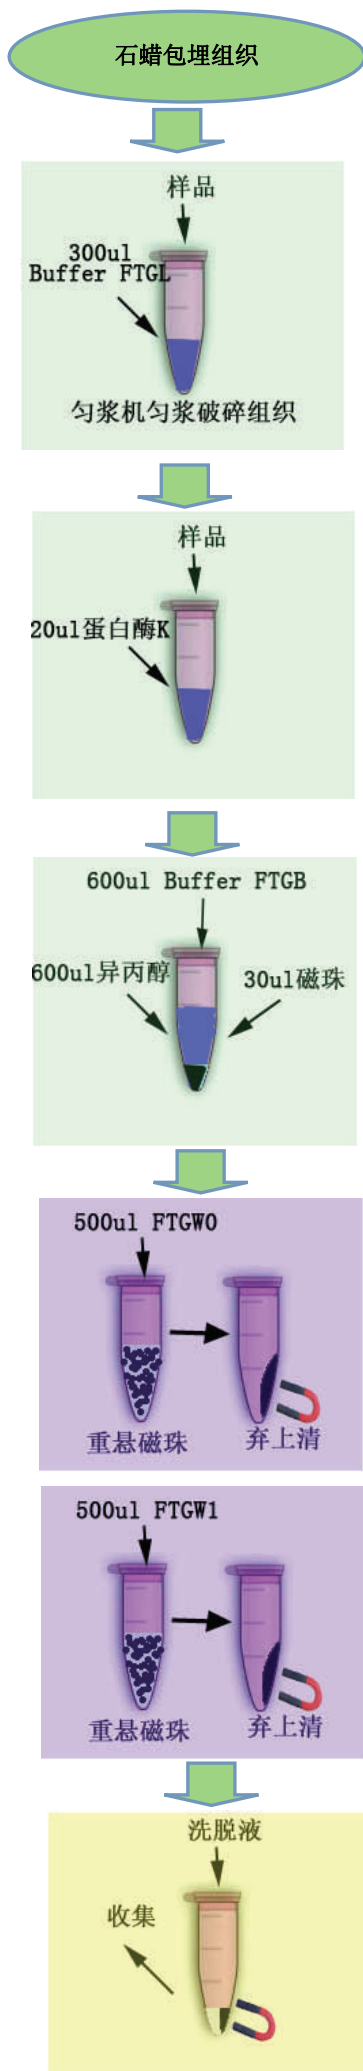 石蜡包埋组织
样品
300ul
Buffer FTGL
匀浆机匀浆破碎组织
样品
20ul蛋白酶K
600ul Buffer FTGB
600ul异丙醇
30ul磁珠
500ul FTGW0
重悬磁珠
弃上清
500ul FTGW1
重悬磁珠
弃上清
洗脱液
收集